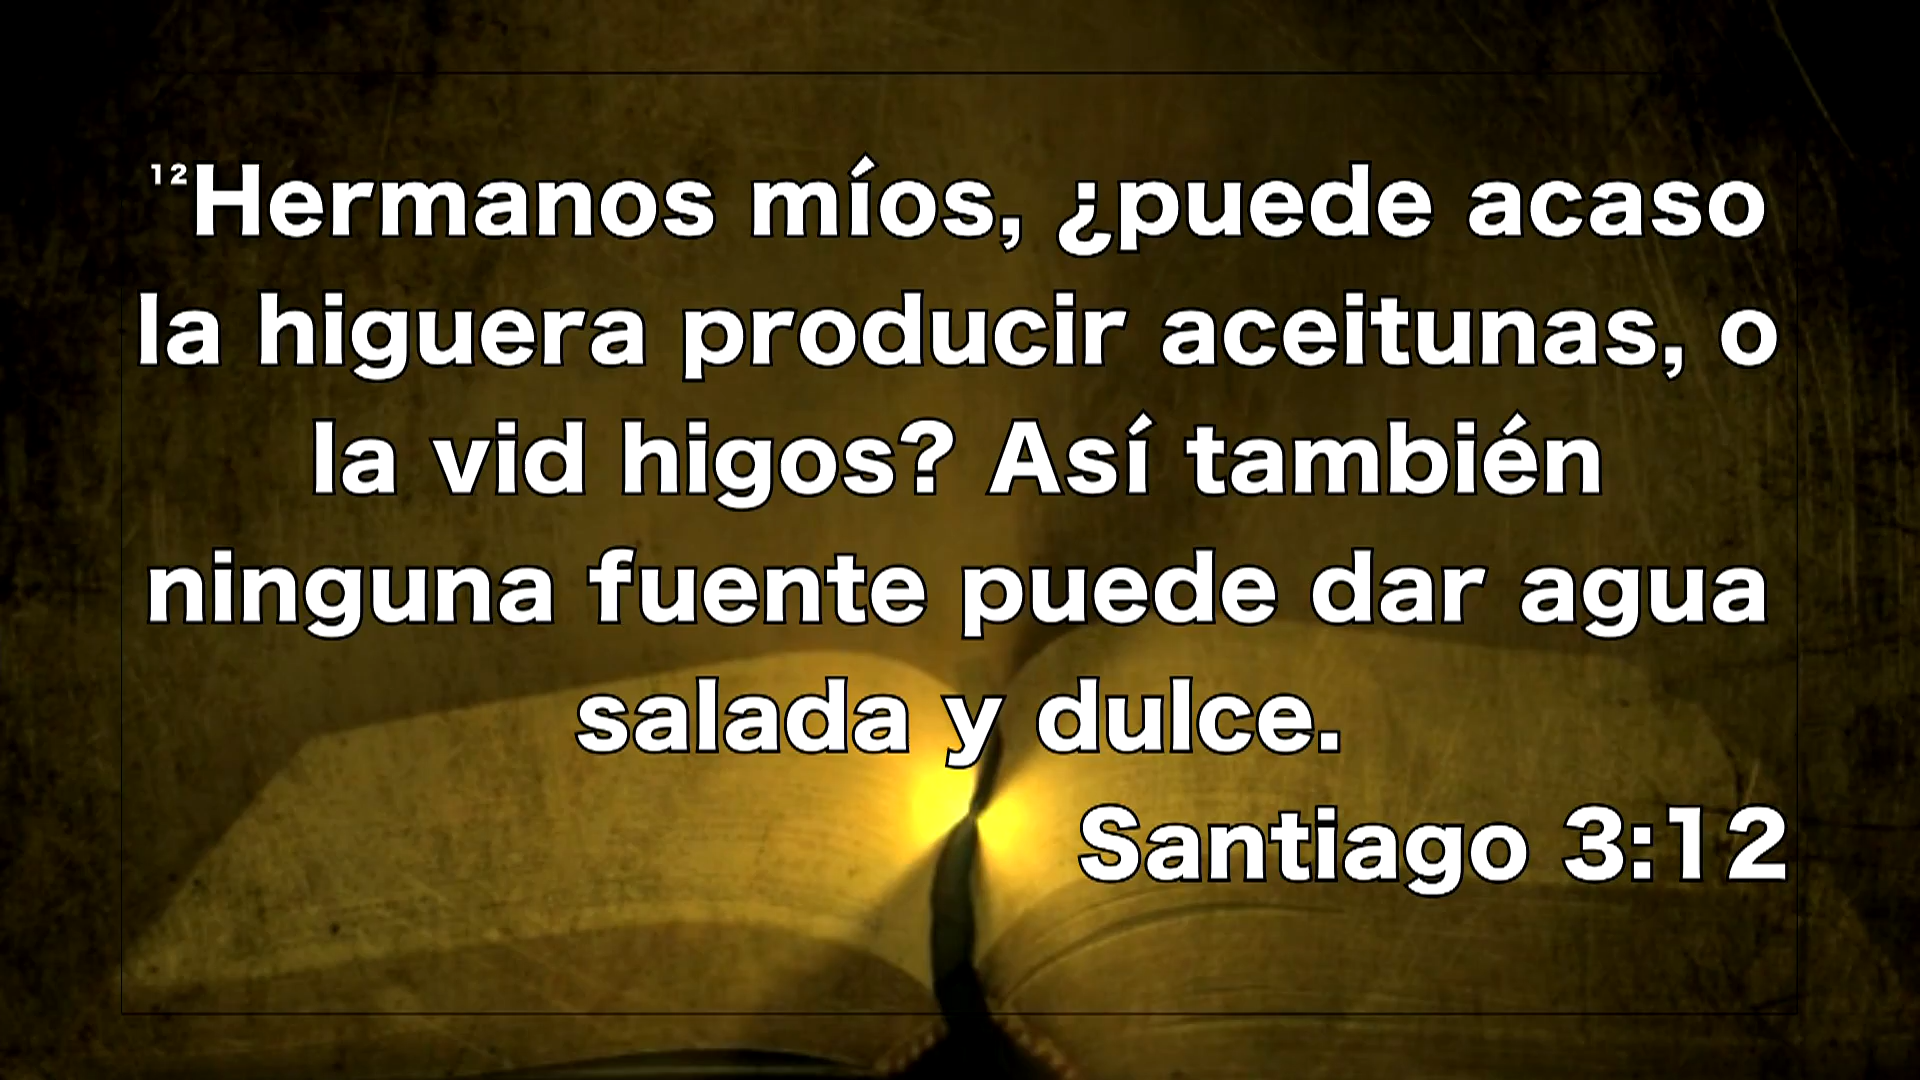 ¹²Hermanos míos, ¿puede acaso
la higuera producir aceitunas, o
la vid higos? Así también
ninguna fuente puede dar agua
salada y dulce.
Santiago 3:12